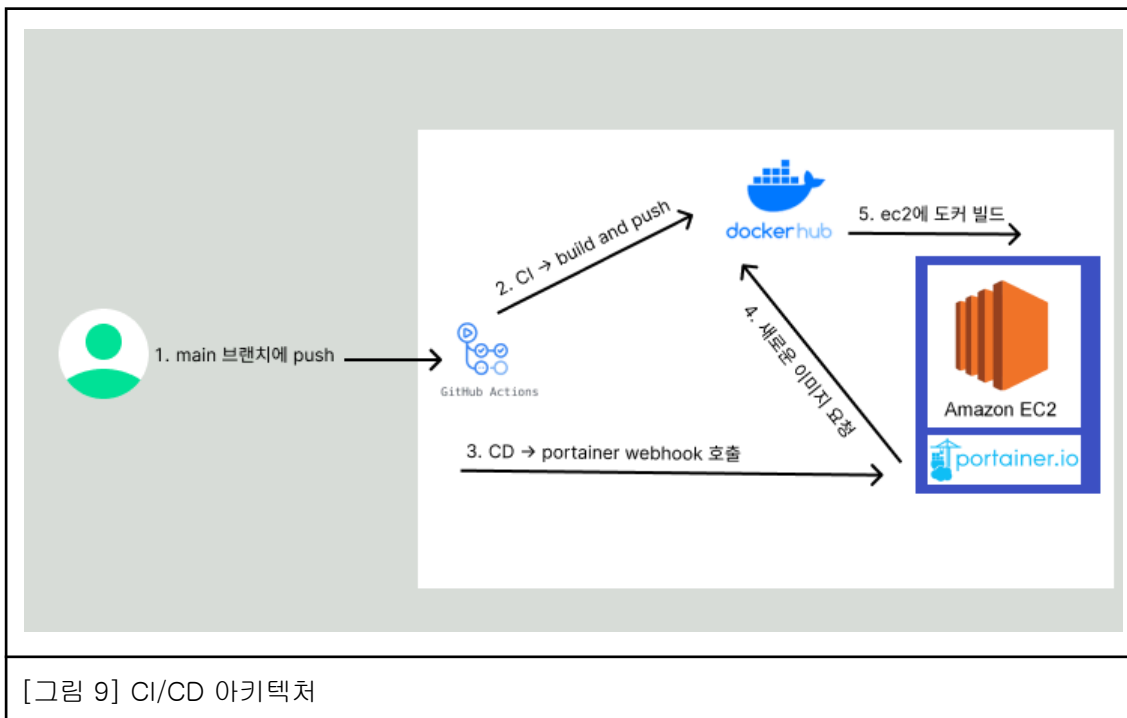 1. main 브랜치에 push
GitHub Actions
2. CI → build and push
dockerhub
3. CD → portainer webhook 호출
4. 새로운 이미지 요청
5. ec2에 도커 빌드
Amazon EC2
portainer.io
[그림 9] CI/CD 아키텍처